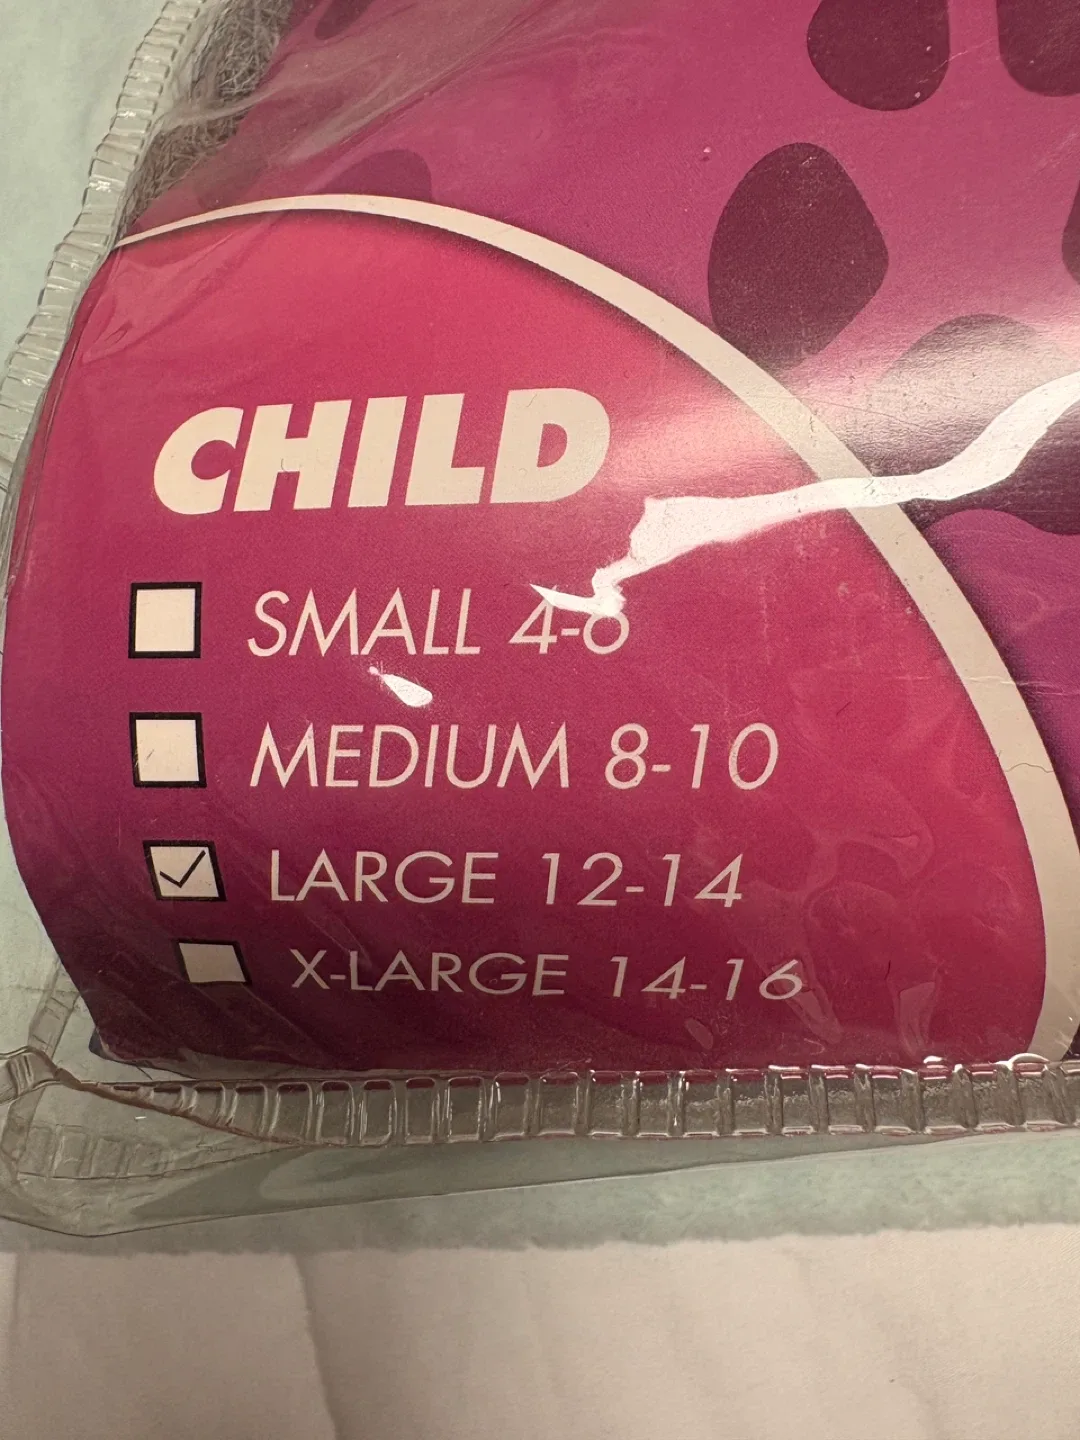 CHILD
SMALL 4-6
MEDIUM 8-10
LARGE 12-14
X-LARGE 14-16